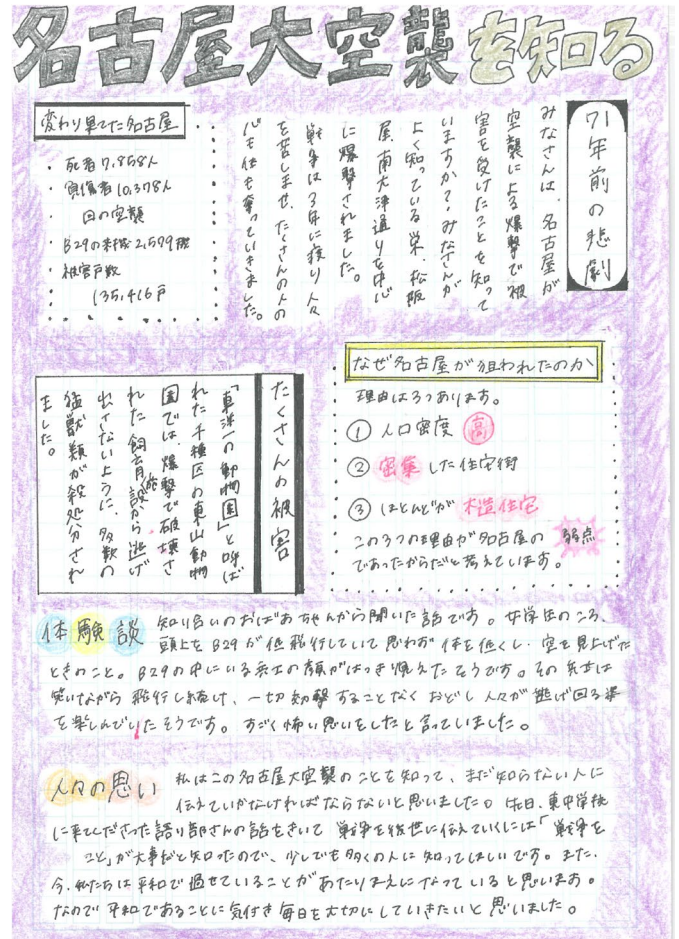 名古屋大空襲を知る
71年前の悲劇
みなさんは、名古屋が
空襲による爆撃で被
害を受けたことを知って
いますか？みなさんが
よく知っている栄、松坂
屋、南大津通りを中心
に爆撃されました。
戦争は3年に渡り人々
を苦しませ、たくさんの人の
心も体も奪っていきました。
変わり果てた名古屋
・死者7,858人
・負傷者10,378人
回の空襲
・B29の来機2,579機
・被害戸数
135,416戸
なぜ名古屋が狙われたのか
理由は3つあります。
① 人口密度 高
② 密集した住宅街
③ ほとんどが 木造住宅
この3つの理由が名古屋の 弱点
であったからだと考えています。
たくさんの被害
「東洋一の動物園」と呼ば
れた千種区の東山動物
園では爆撃で破壊さ
れた飼育施設から逃げ
出さないように、多数の
猛獣類が殺処分され
ました。
体験談
知り合いのおばあちゃんから聞いた話です。女学生のころ、
頭上をB29が低飛行していて思わず体を低くし、空を見上げた
ときのこと。B29の中にいる兵士の顔がはっきり見えたそうです。その兵士は
笑いながら飛行し続け、一切攻撃することなくおどし人々が逃げ回る姿
を楽しんでいたそうです。すごく怖い思いをしたと言っていました。
人々の思い
私はこの名古屋大空襲のことを知って、まだ知らない人に
伝えていかなければならないと思いました。昨日、東中学校
に来てくださった語り部さんの話をきいて 戦争を後世に伝えていくには「戦争を
こと」が大事だと知ったので、少しでも多くの人に知ってほしいです。また、
今、私たちは平和で過せていることがあたりまえになっていると思います。
なので平和であることに気付き毎日を大切にしていきたいと思いました。